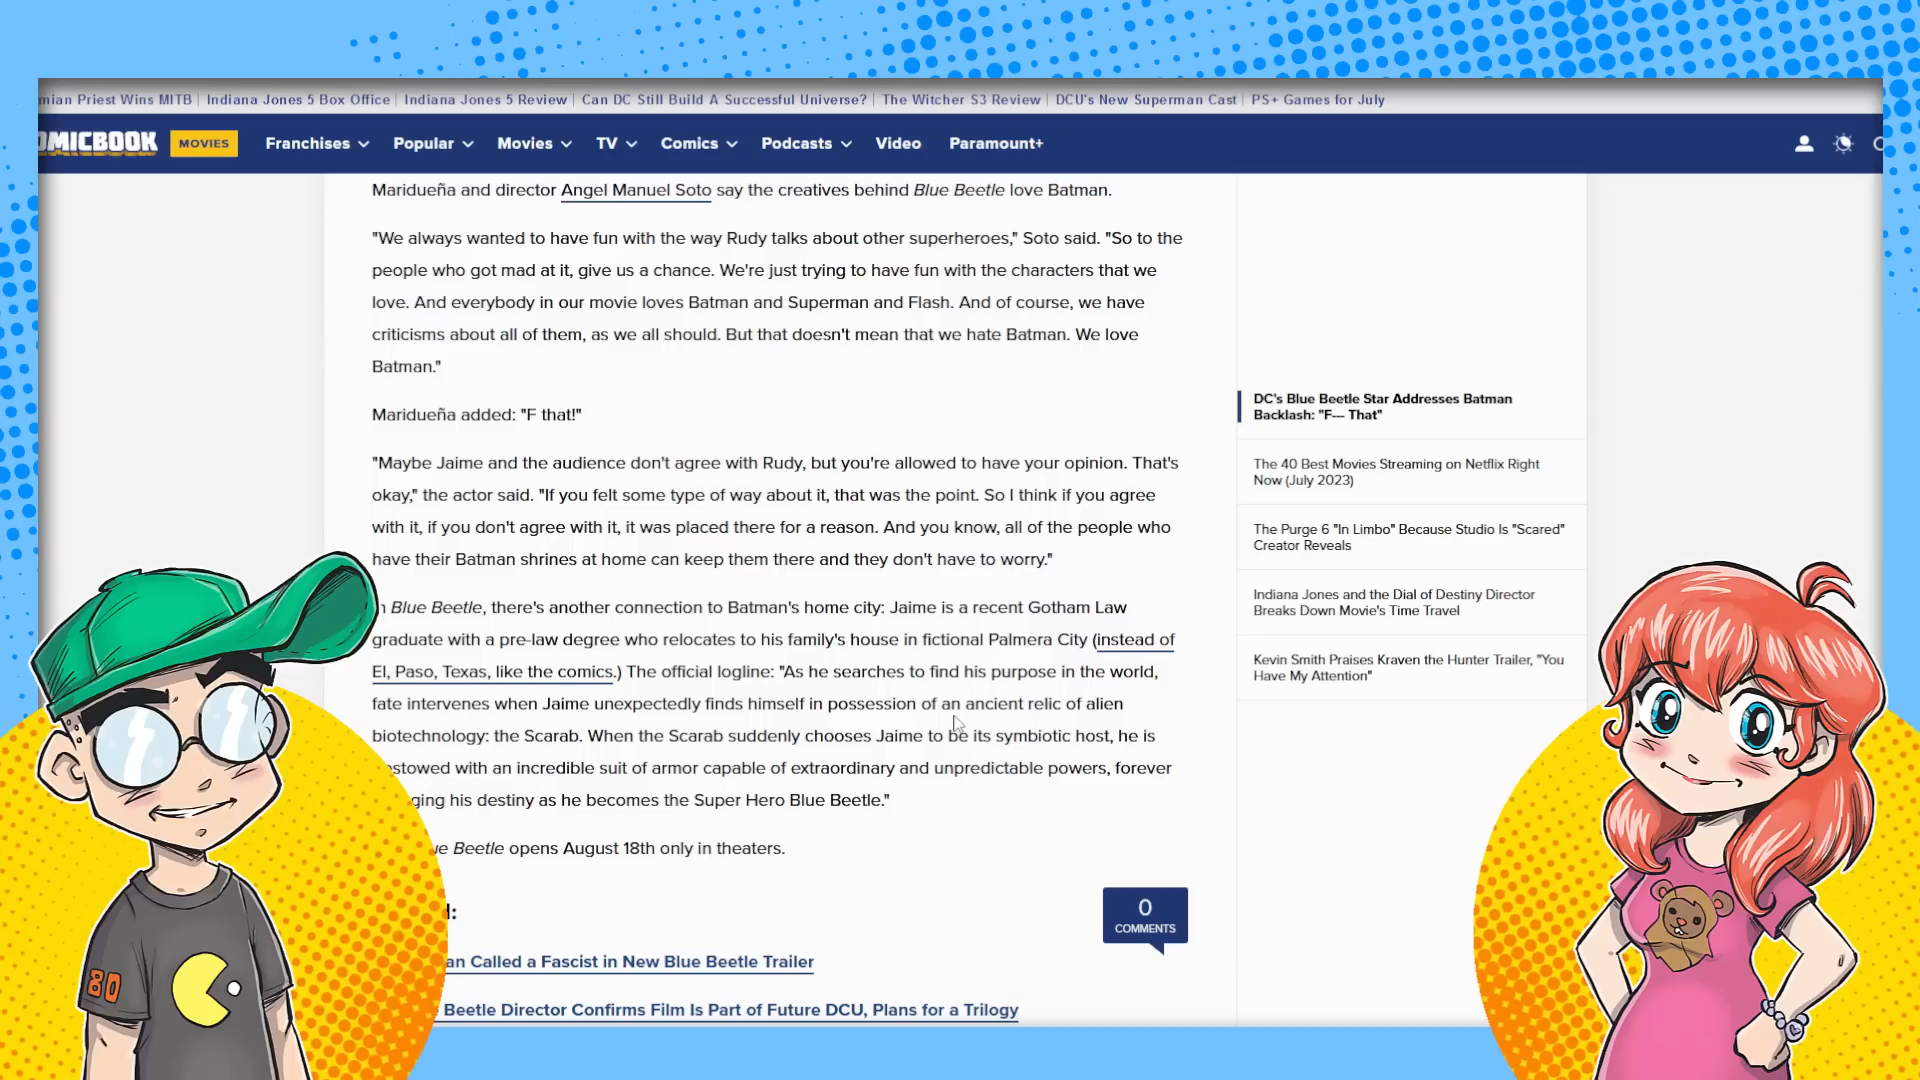 mian Priest Wins MITB | Indiana Jones 5 Box Office | Indiana Jones 5 Review | Can DC Still Build A Successful Universe? | The Witcher S3 Review | DCU's New Superman Cast | PS+ Games for July
OMICBOOK MOVIES Franchises Popular Movies TV Comics Podcasts Video Paramount+
Maridueña and director Angel Manuel Soto say the creatives behind Blue Beetle love Batman.
"We always wanted to have fun with the way Rudy talks about other superheroes," Soto said. "So to the
people who got mad at it, give us a chance. We're just trying to have fun with the characters that we
love. And everybody in our movie loves Batman and Superman and Flash. And of course, we have
criticisms about all of them, as we all should. But that doesn't mean that we hate Batman. We love
Batman."
Maridueña added: "F that!"
"Maybe Jaime and the audience don't agree with Rudy, but you're allowed to have your opinion. That's
okay," the actor said. "If you felt some type of way about it, that was the point. So I think if you agree
with it, if you don't agree with it, it was placed there for a reason. And you know, all of the people who
have their Batman shrines at home can keep them there and they don't have to worry."
n Blue Beetle, there's another connection to Batman's home city: Jaime is a recent Gotham Law
graduate with a pre-law degree who relocates to his family's house in fictional Palmera City (instead of
El, Paso, Texas, like the comics.) The official logline: "As he searches to find his purpose in the world,
fate intervenes when Jaime unexpectedly finds himself in possession of an ancient relic of alien
biotechnology: the Scarab. When the Scarab suddenly chooses Jaime to be its symbiotic host, he is
stowed with an incredible suit of armor capable of extraordinary and unpredictable powers, forever
ging his destiny as he becomes the Super Hero Blue Beetle."
ue Beetle opens August 18th only in theaters.
d:
an Called a Fascist in New Blue Beetle Trailer
Beetle Director Confirms Film Is Part of Future DCU, Plans for a Trilogy
0
COMMENTS
DC's Blue Beetle Star Addresses Batman
Backlash: "F--- That"
The 40 Best Movies Streaming on Netflix Right
Now (July 2023)
The Purge 6 "In Limbo" Because Studio Is "Scared"
Creator Reveals
Indiana Jones and the Dial of Destiny Director
Breaks Down Movie's Time Travel
Kevin Smith Praises Kraven the Hunter Trailer, "You
Have My Attention"
80